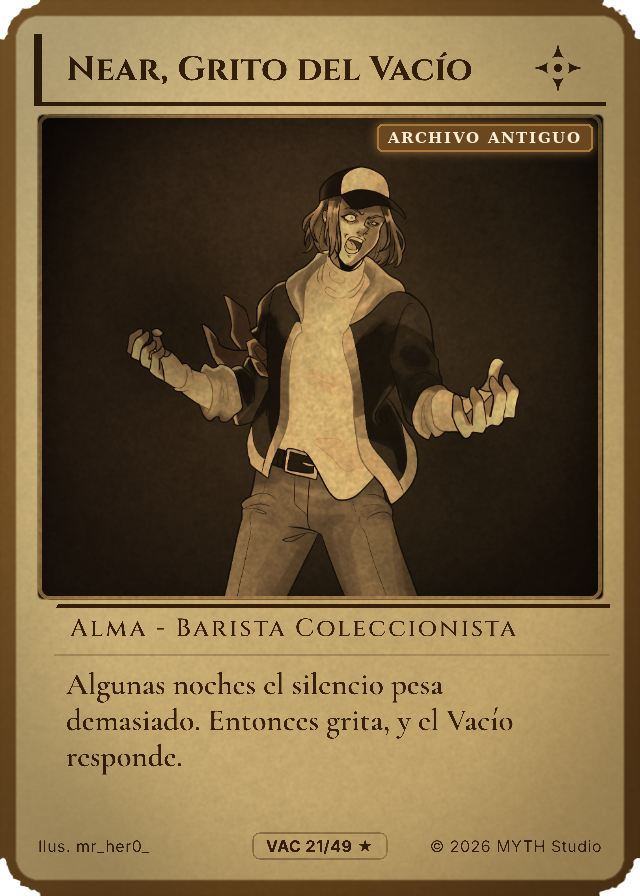 Near, Grito del Vacío
ARCHIVO ANTIGUO
Alma - Barista Coleccionista
Algunas noches el silencio pesa
demasiado. Entonces grita, y el Vacío
responde.
Ilus. mr_her0_
VAC 21/49 ★
© 2026 MYTH Studio